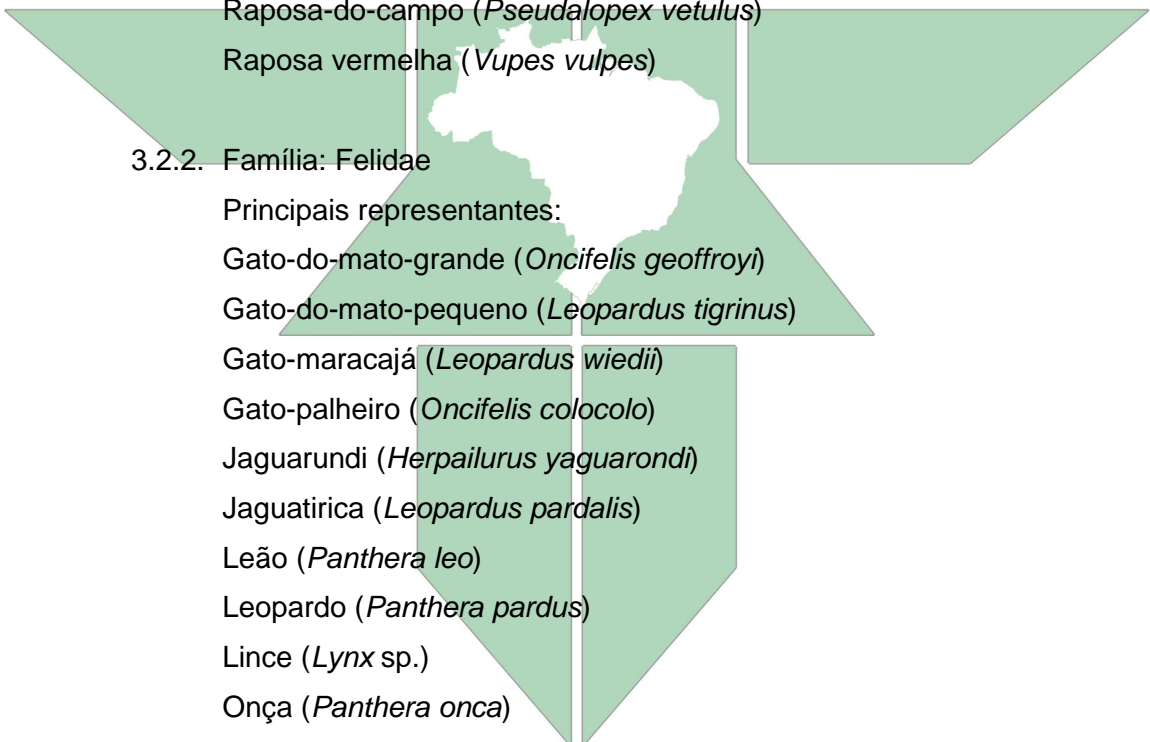 Raposa-do-campo (Pseudalopex vetulus)
Raposa vermelha (Vupes vulpes)
3.2.2. Família: Felidae
Principais representantes:
Gato-do-mato-grande (Oncifelis geoffroyi)
Gato-do-mato-pequeno (Leopardus tigrinus)
Gato-maracajá (Leopardus wiedii)
Gato-palheiro (Oncifelis colocolo)
Jaguarundi (Herpailurus yaguarondi)
Jaguatirica (Leopardus pardalis)
Leão (Panthera leo)
Leopardo (Panthera pardus)
Lince (Lynx sp.)
Onça (Panthera onca)